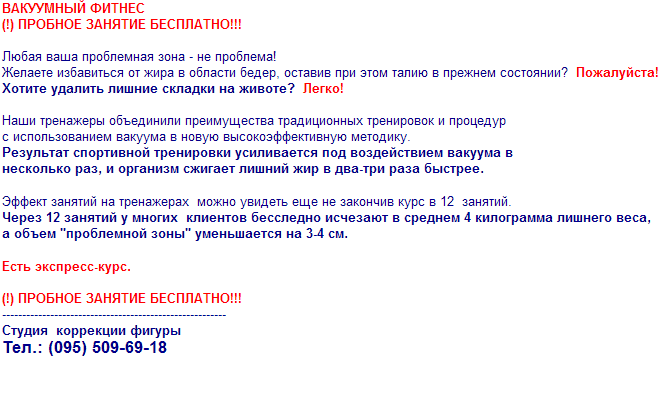 ВАКУУМНЫЙ ФИТНЕС
(!) ПРОБНОЕ ЗАНЯТИЕ БЕСПЛАТНО!!!
Любая ваша проблемная зона - не проблема!
Желаете избавиться от жира в области бедер, оставив при этом талию в прежнем состоянии?  Пожалуйста!
Хотите удалить лишние складки на животе?  Легко!
Наши тренажеры объединили преимущества традиционных тренировок и процедур
с использованием вакуума в новую высокоэффективную методику.
Результат спортивной тренировки усиливается под воздействием вакуума в
несколько раз, и организм сжигает лишний жир в два-три раза быстрее.
Эффект занятий на тренажерах  можно увидеть еще не закончив курс в 12  занятий.
Через 12 занятий у многих  клиентов бесследно исчезают в среднем 4 килограмма лишнего веса,
а объем "проблемной зоны" уменьшается на 3-4 см.
Есть экспресс-курс.
(!) ПРОБНОЕ ЗАНЯТИЕ БЕСПЛАТНО!!!
--------------------------------------------------------
Студия  коррекции фигуры
Тел.: (095) 509-69-18